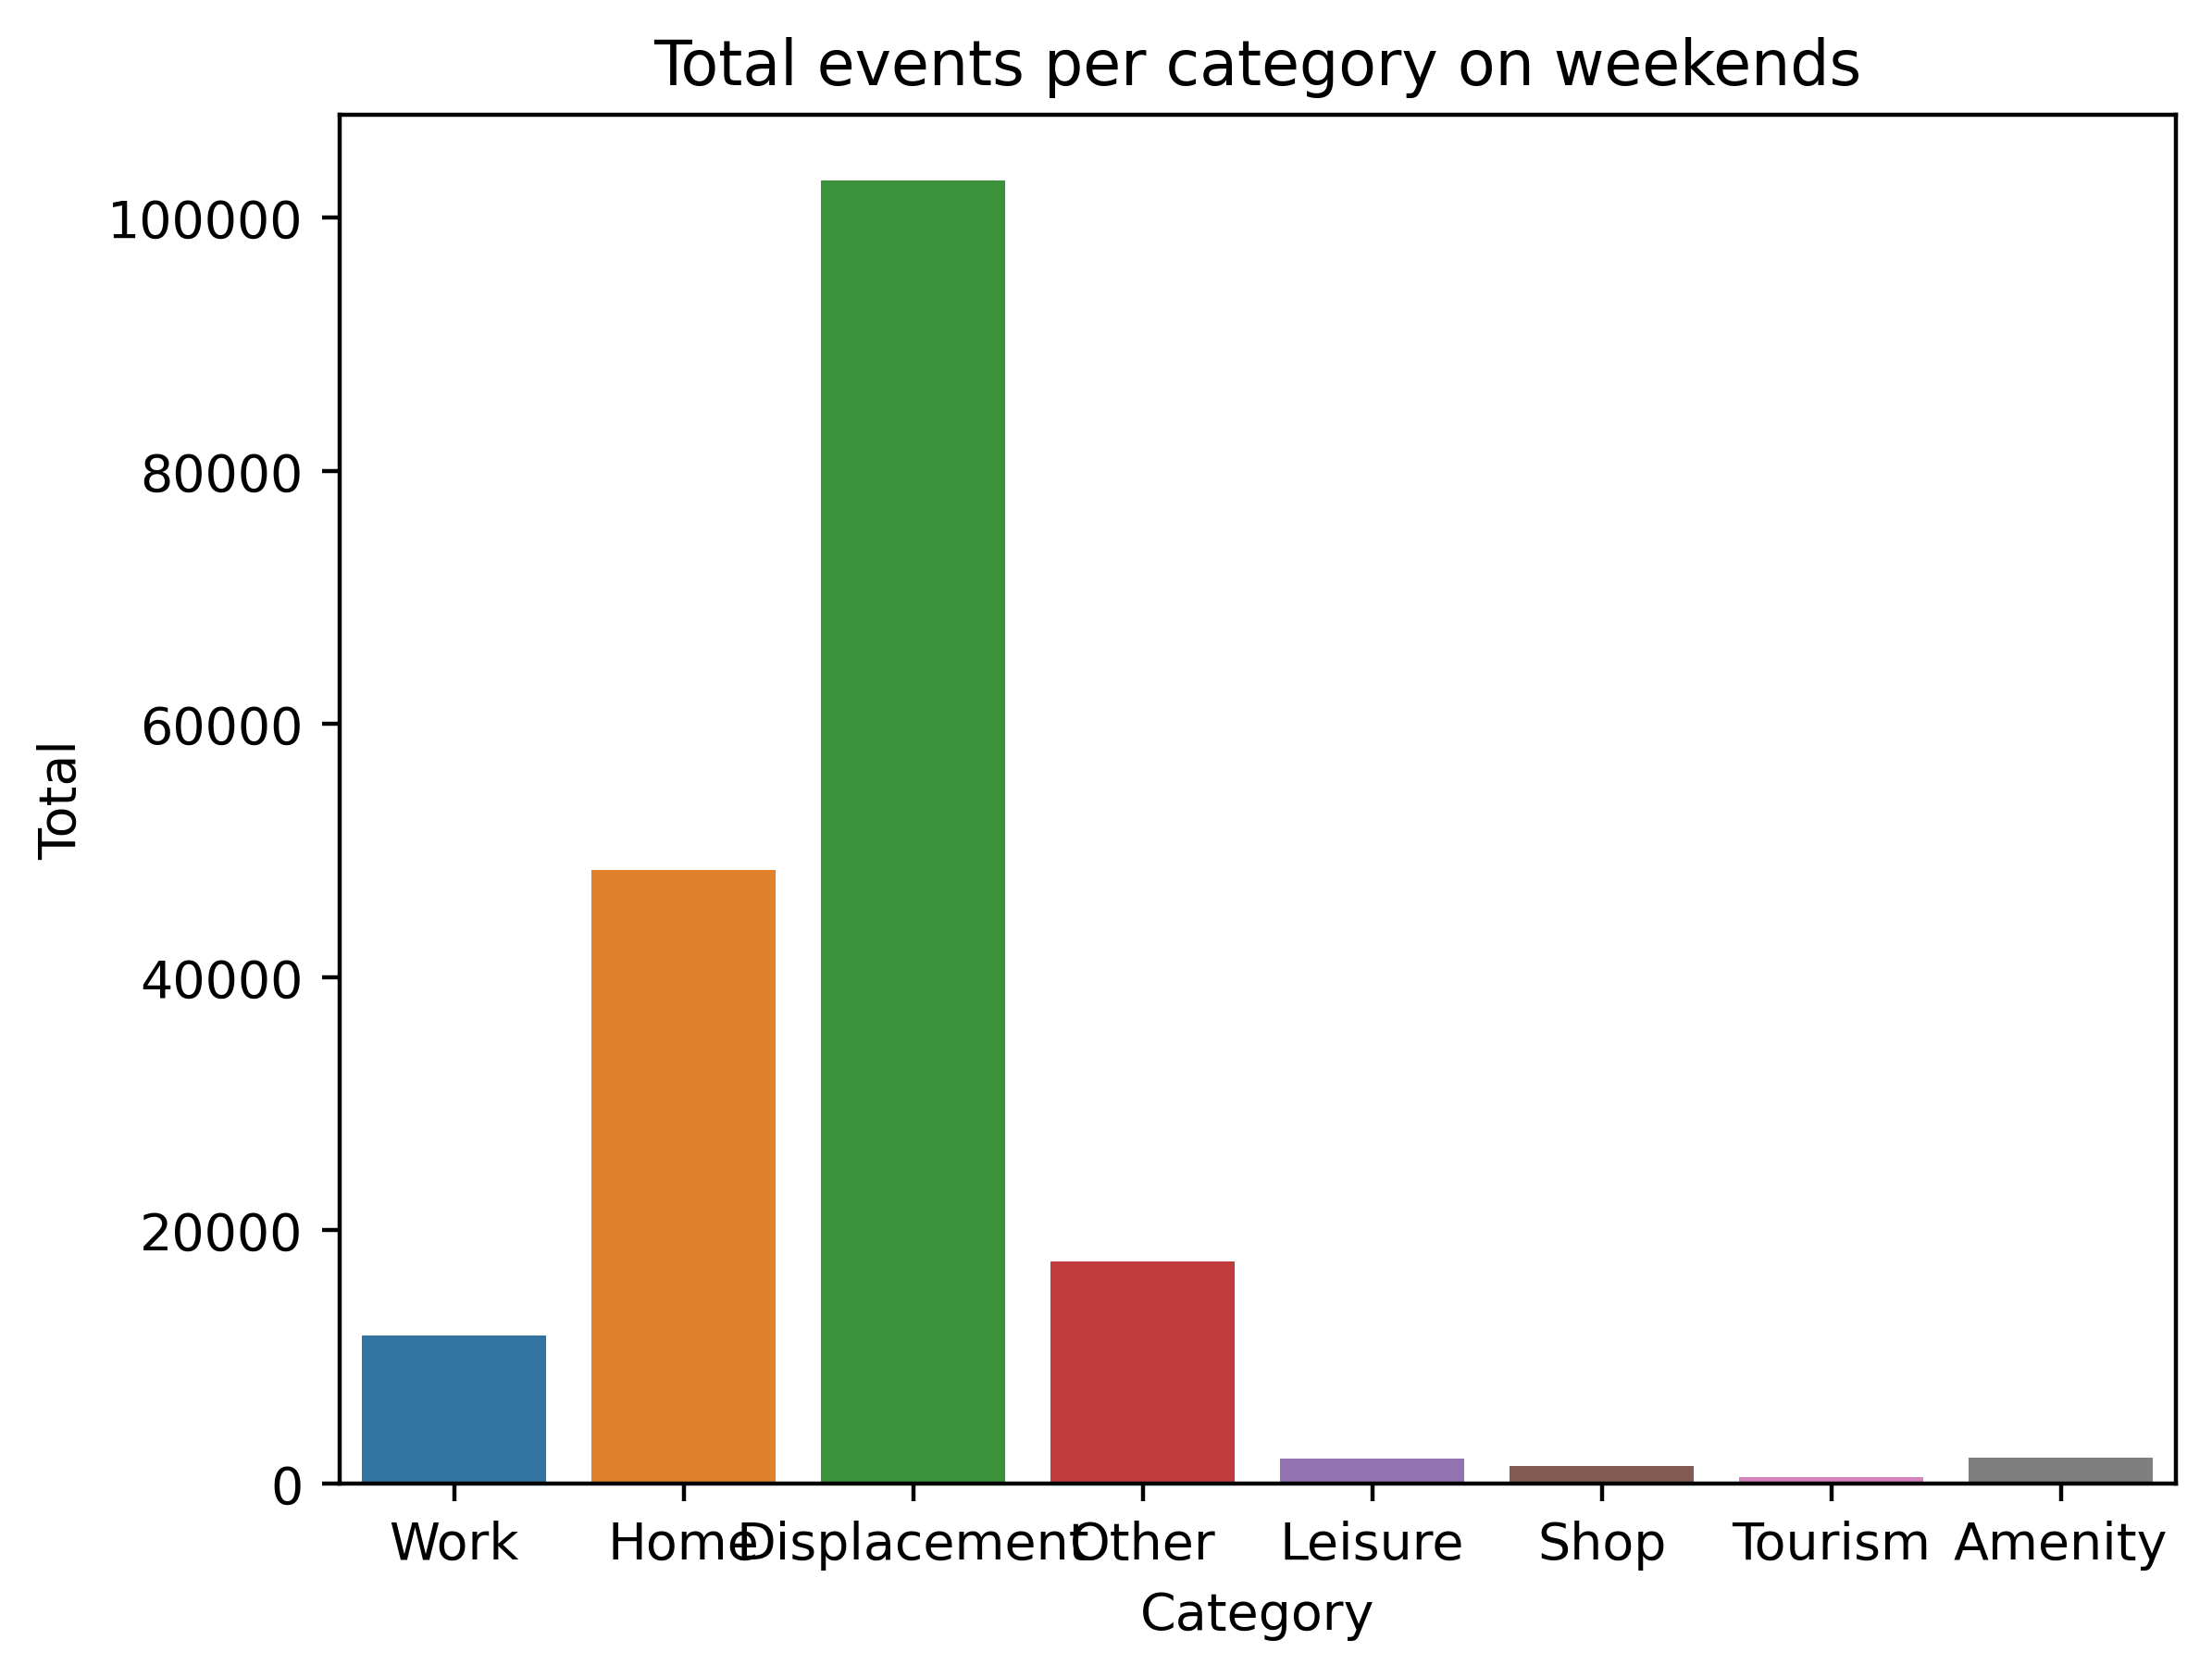 Total events per category on weekends
100000
80000
60000
40000
20000
0
Total
Work Home Displacement Other Leisure Shop Tourism Amenity
Category